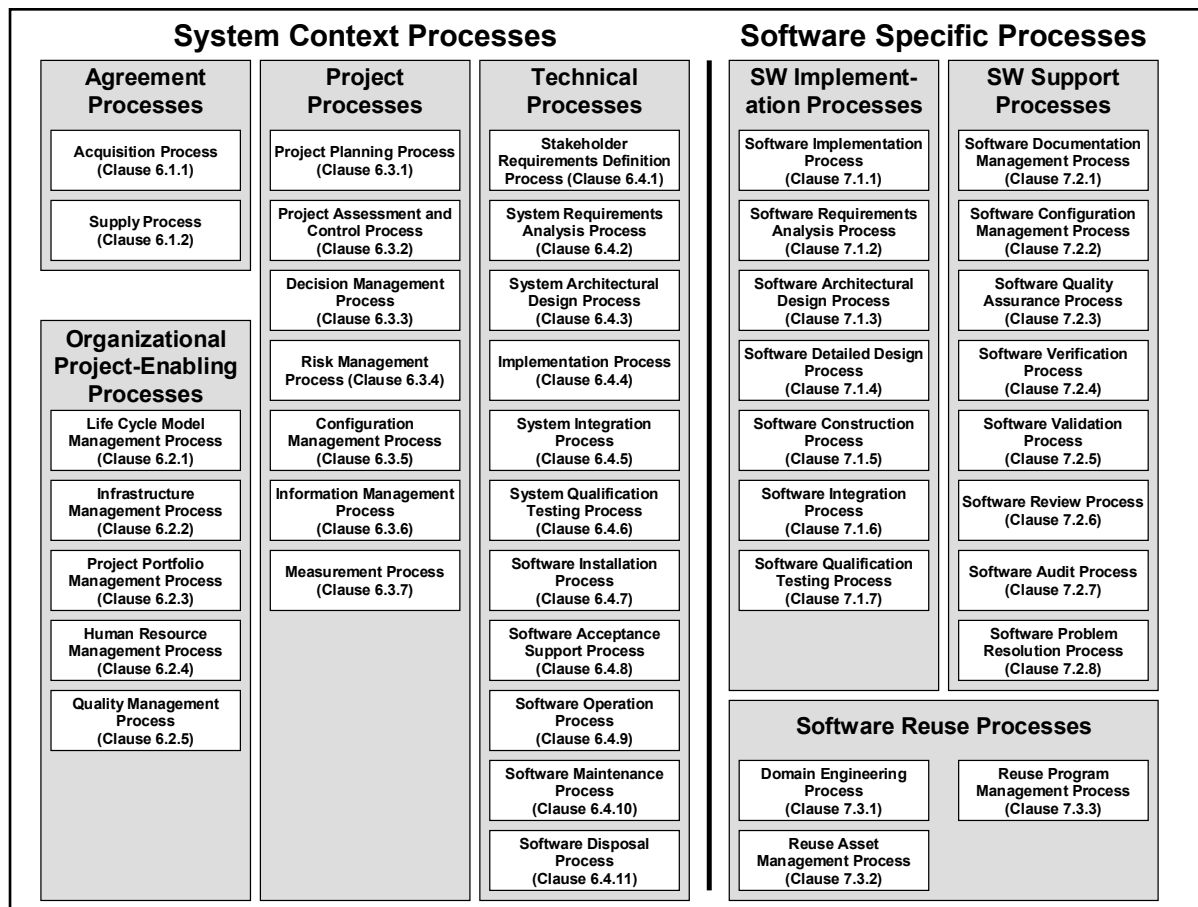 System Context Processes
Agreement
Processes
Acquisition Process
(Clause 6.1.1)
Supply Process
(Clause 6.1.2)
Organizational
Project-Enabling
Processes
Life Cycle Model
Management Process
(Clause 6.2.1)
Infrastructure
Management Process
(Clause 6.2.2)
Project Portfolio
Management Process
(Clause 6.2.3)
Human Resource
Management Process
(Clause 6.2.4)
Quality Management
Process
(Clause 6.2.5)
Project
Processes
Project Planning Process
(Clause 6.3.1)
Project Assessment and
Control Process
(Clause 6.3.2)
Decision Management
Process
(Clause 6.3.3)
Risk Management
Process (Clause 6.3.4)
Configuration
Management Process
(Clause 6.3.5)
Information Management
Process
(Clause 6.3.6)
Measurement Process
(Clause 6.3.7)
Technical
Processes
Stakeholder
Requirements Definition
Process (Clause 6.4.1)
System Requirements
Analysis Process
(Clause 6.4.2)
System Architectural
Design Process
(Clause 6.4.3)
Implementation Process
(Clause 6.4.4)
System Integration
Process
(Clause 6.4.5)
System Qualification
Testing Process
(Clause 6.4.6)
Software Installation
Process
(Clause 6.4.7)
Software Acceptance
Support Process
(Clause 6.4.8)
Software Operation
Process
(Clause 6.4.9)
Software Maintenance
Process
(Clause 6.4.10)
Software Disposal
Process
(Clause 6.4.11)
Software Specific Processes
SW Implement-
ation Processes
Software Implementation
Process
(Clause 7.1.1)
Software Requirements
Analysis Process
(Clause 7.1.2)
Software Architectural
Design Process
(Clause 7.1.3)
Software Detailed Design
Process
(Clause 7.1.4)
Software Construction
Process
(Clause 7.1.5)
Software Integration
Process
(Clause 7.1.6)
Software Qualification
Testing Process
(Clause 7.1.7)
SW Support
Processes
Software Documentation
Management Process
(Clause 7.2.1)
Software Configuration
Management Process
(Clause 7.2.2)
Software Quality
Assurance Process
(Clause 7.2.3)
Software Verification
Process
(Clause 7.2.4)
Software Validation
Process
(Clause 7.2.5)
Software Review Process
(Clause 7.2.6)
Software Audit Process
(Clause 7.2.7)
Software Problem
Resolution Process
(Clause 7.2.8)
Software Reuse Processes
Domain Engineering
Process
(Clause 7.3.1)
Reuse Asset
Management Process
(Clause 7.3.2)
Reuse Program
Management Process
(Clause 7.3.3)